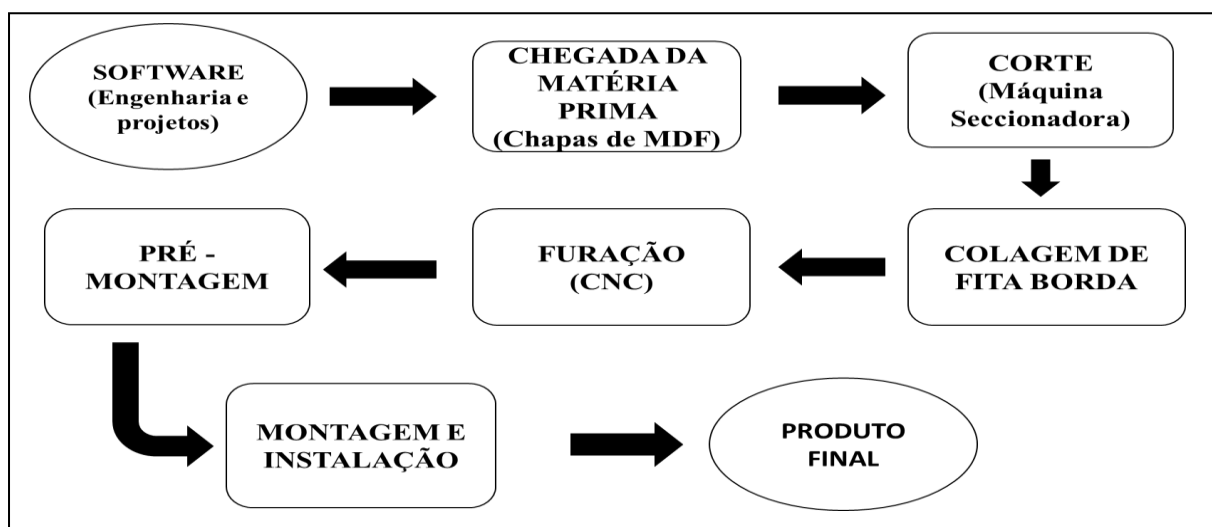 SOFTWARE
(Engenharia e
projetos)
CHEGADA DA
MATÉRIA
PRIMA
(Chapas de MDF)
CORTE
(Máquina
Seccionadora)
COLAGEM DE
FITA BORDA
FURAÇÃO
(CNC)
PRÉ -
MONTAGEM
MONTAGEM E
INSTALAÇÃO
PRODUTO
FINAL